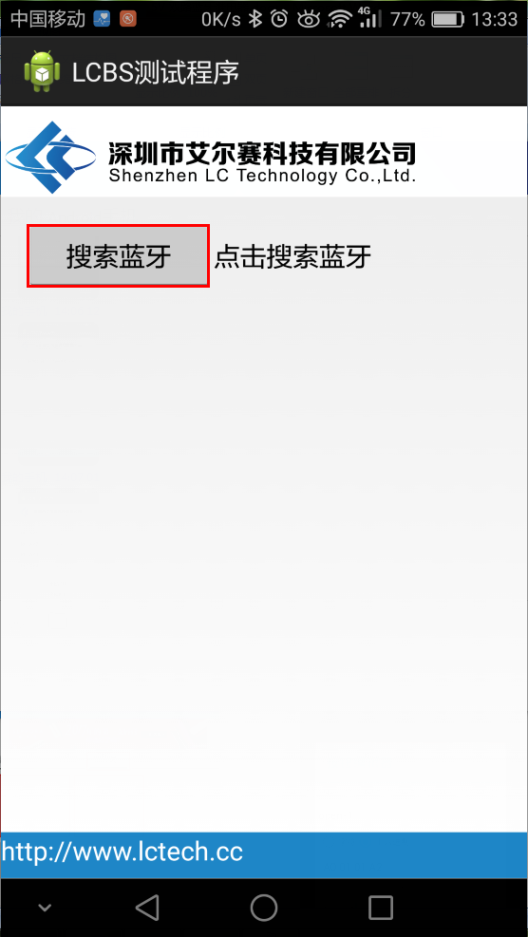 中国移动 0K/s 4G 77% 13:33
LCBS测试程序
深圳市艾尔赛科技有限公司
Shenzhen LC Technology Co.,Ltd.
搜索蓝牙 点击搜索蓝牙
http://www.lctech.cc